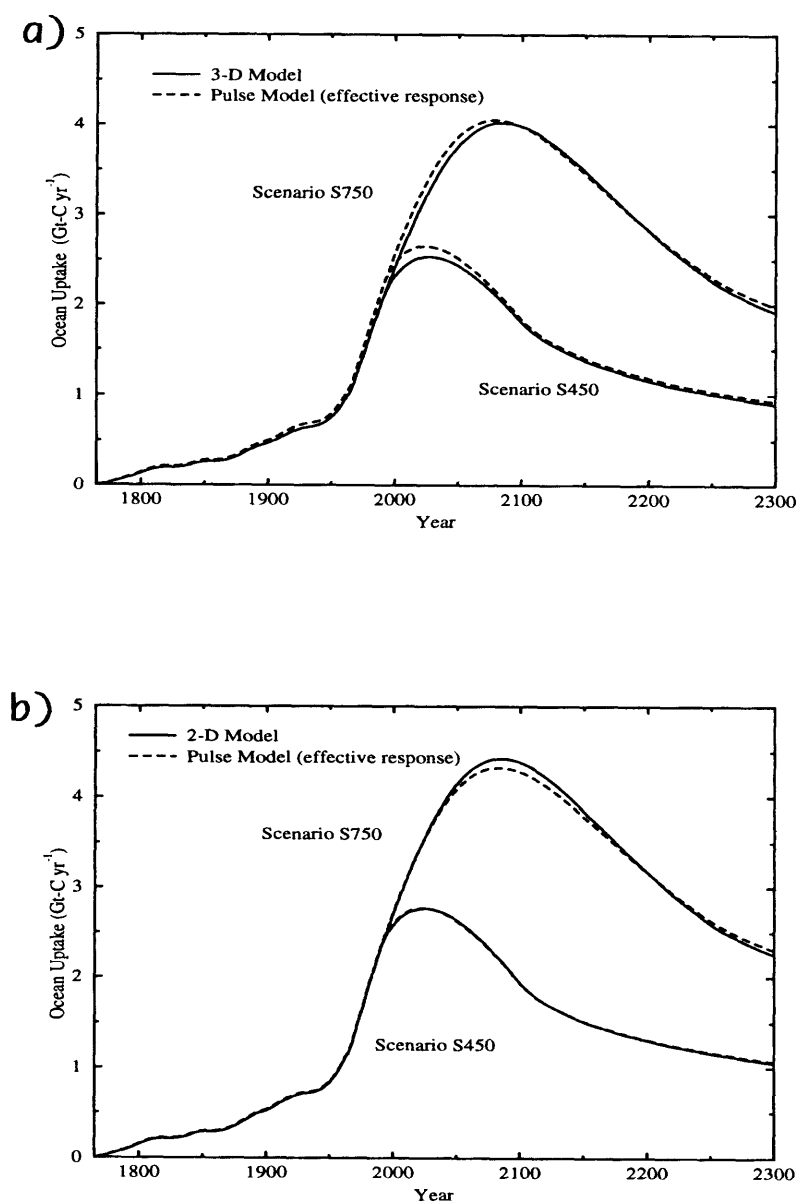 a)
5
3-D Model
Pulse Model (effective response)
4
Scenario S750
3
Ocean Uptake (Gt-C yr⁻¹)
2
1
Scenario S450
0
1800 1900 2000 2100 2200 2300
Year
b)
5
2-D Model
Pulse Model (effective response)
4
Scenario S750
3
Ocean Uptake (Gt-C yr⁻¹)
2
Scenario S450
1
0
1800 1900 2000 2100 2200 2300
Year